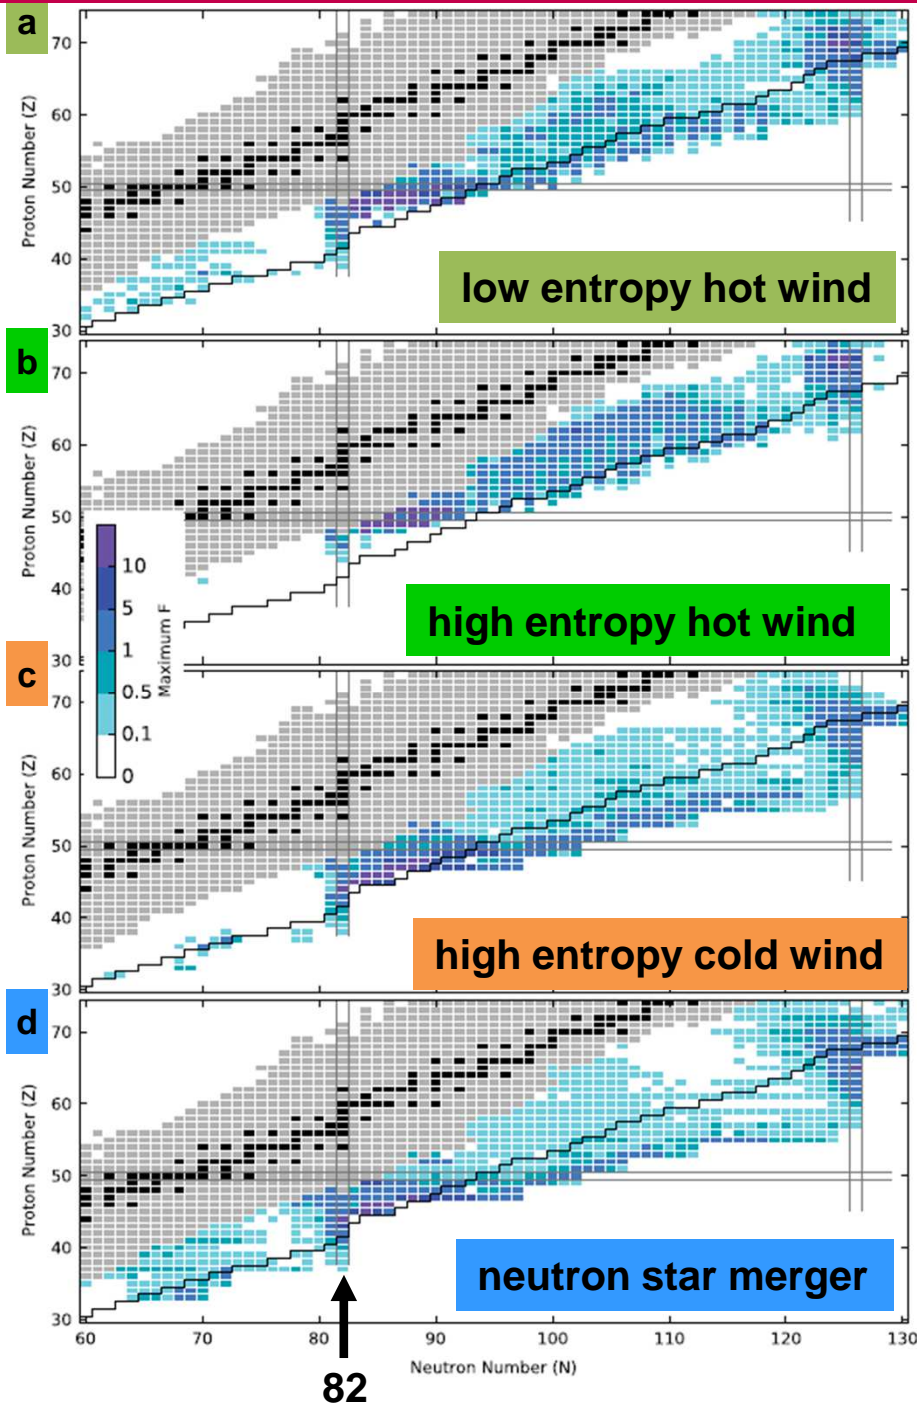 a
70
60
50
40
30
Proton Number (Z)
low entropy hot wind
b
70
60
50
40
30
Proton Number (Z)
10
5
1
0.5
0.1
0
Maximum F
high entropy hot wind
c
70
60
50
40
30
Proton Number (Z)
high entropy cold wind
d
70
60
50
40
30
Proton Number (Z)
neutron star merger
60 70 80 90 100 110 120 130
Neutron Number (N)
82